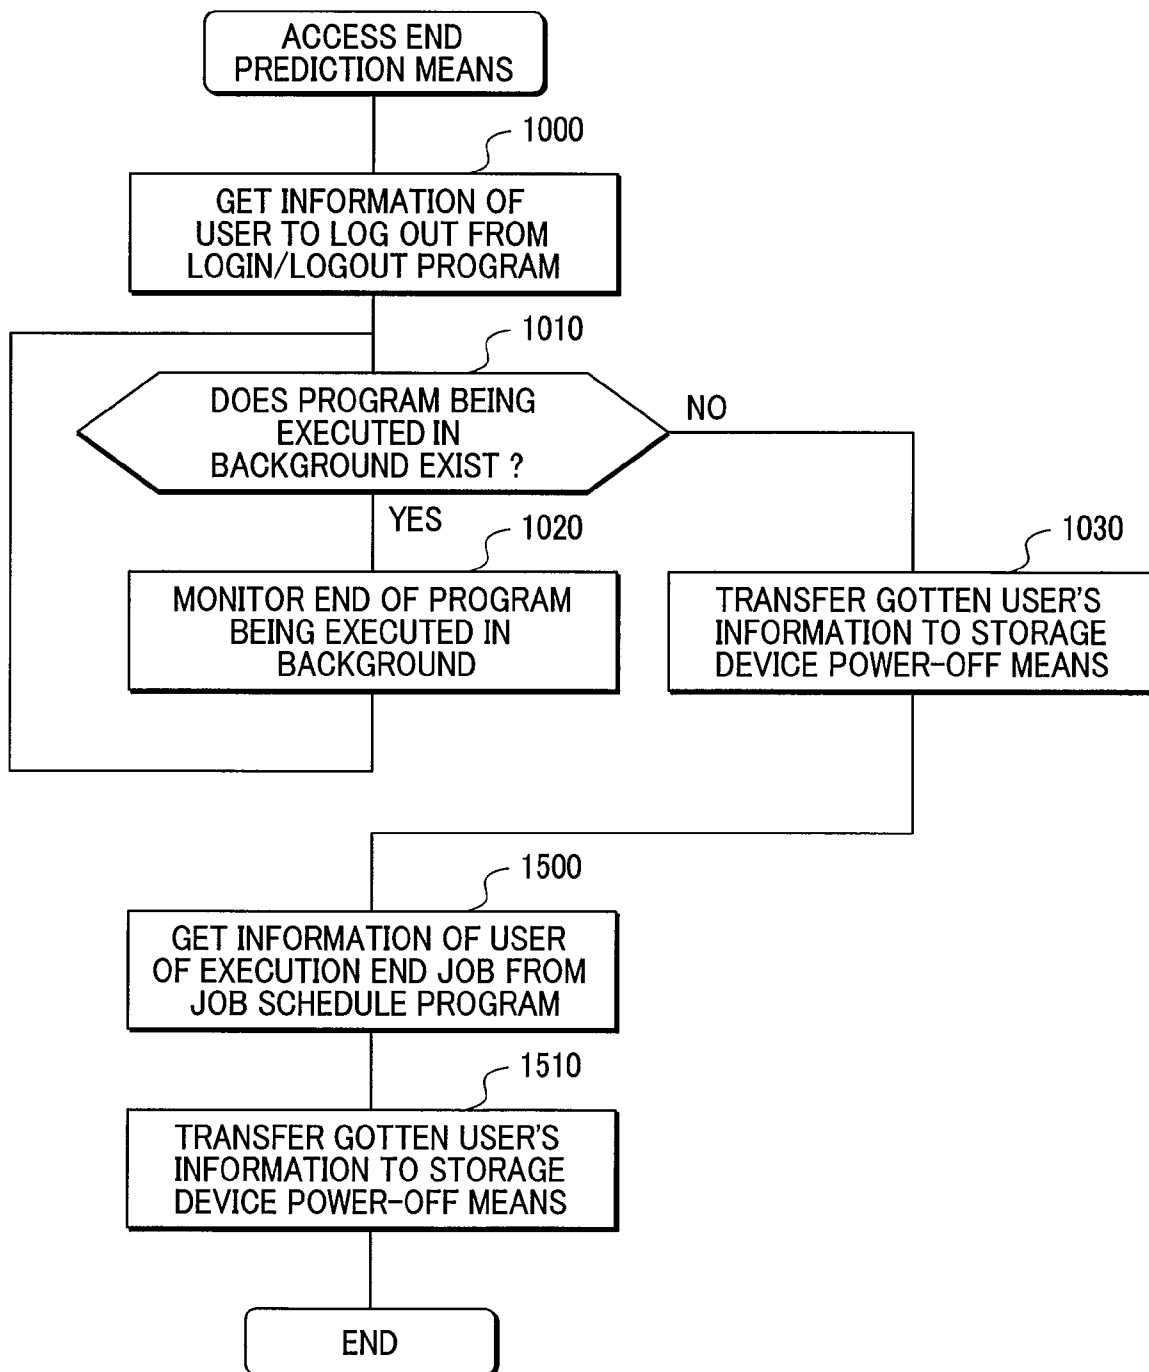 ACCESS END
PREDICTION MEANS
1000
GET INFORMATION OF
USER TO LOG OUT FROM
LOGIN/LOGOUT PROGRAM
1010
DOES PROGRAM BEING
EXECUTED IN
BACKGROUND EXIST ?
NO
YES
1020
MONITOR END OF PROGRAM
BEING EXECUTED IN
BACKGROUND
1030
TRANSFER GOTTEN USER'S
INFORMATION TO STORAGE
DEVICE POWER-OFF MEANS
1500
GET INFORMATION OF USER
OF EXECUTION END JOB FROM
JOB SCHEDULE PROGRAM
1510
TRANSFER GOTTEN USER'S
INFORMATION TO STORAGE
DEVICE POWER-OFF MEANS
END